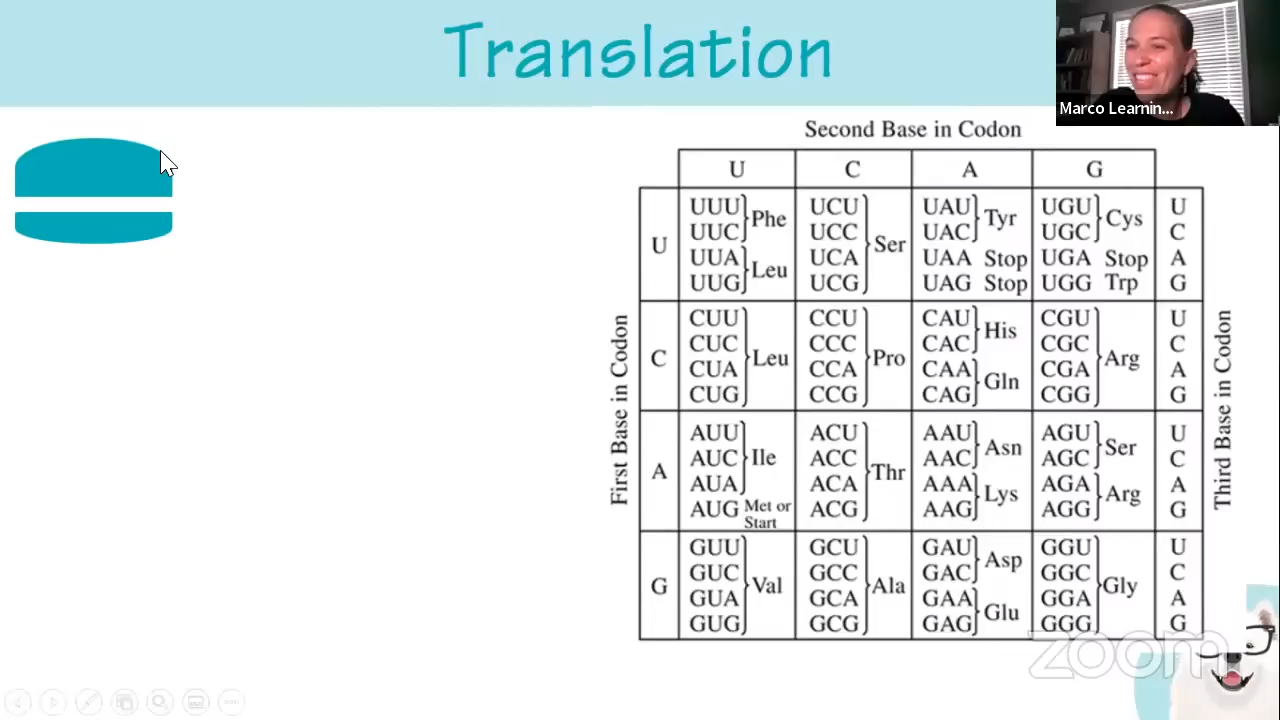 Translation
Marco Learnin...
Second Base in Codon
U C A G
First Base in Codon
Third Base in Codon
U
UUU
UUC
Phe
UUA
UUG
Leu
UCU
UCC
UCA
UCG
Ser
UAU
UAC
Tyr
UAA Stop
UAG Stop
UGU
UGC
Cys
UGA Stop
UGG Trp
U
C
A
G
C
CUU
CUC
CUA
CUG
Leu
CCU
CCC
CCA
CCG
Pro
CAU
CAC
His
CAA
CAG
Gln
CGU
CGC
CGA
CGG
Arg
U
C
A
G
A
AUU
AUC
AUA
Ile
AUG Met or
Start
ACU
ACC
ACA
ACG
Thr
AAU
AAC
Asn
AAA
AAG
Lys
AGU
AGC
Ser
AGA
AGG
Arg
U
C
A
G
G
GUU
GUC
GUA
GUG
Val
GCU
GCC
GCA
GCG
Ala
GAU
GAC
Asp
GAA
GAG
Glu
GGU
GGC
GGA
GGG
Gly
U
C
A
G
zoom